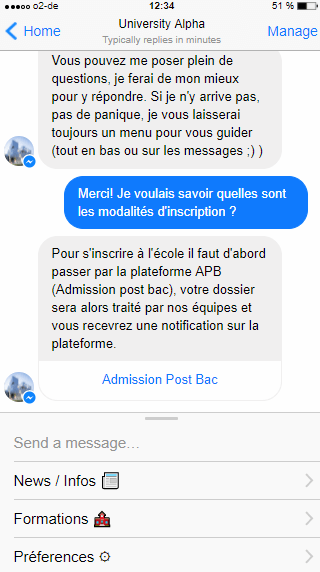 o2-de 12:34 51 %
Home University Alpha Manage
Typically replies in minutes
Vous pouvez me poser plein de
questions, je ferai de mon mieux
pour y répondre. Si je n'y arrive pas,
pas de panique, je vous laisserai
toujours un menu pour vous guider
(tout en bas ou sur les messages ;) )
Merci! Je voulais savoir quelles sont
les modalités d'inscription ?
Pour s'inscrire à l'école il faut d'abord
passer par la plateforme APB
(Admission post bac), votre dossier
sera alors traité par nos équipes et
vous recevrez une notification sur la
plateforme.
Admission Post Bac
Send a message...
News / Infos
Formations
Préferences